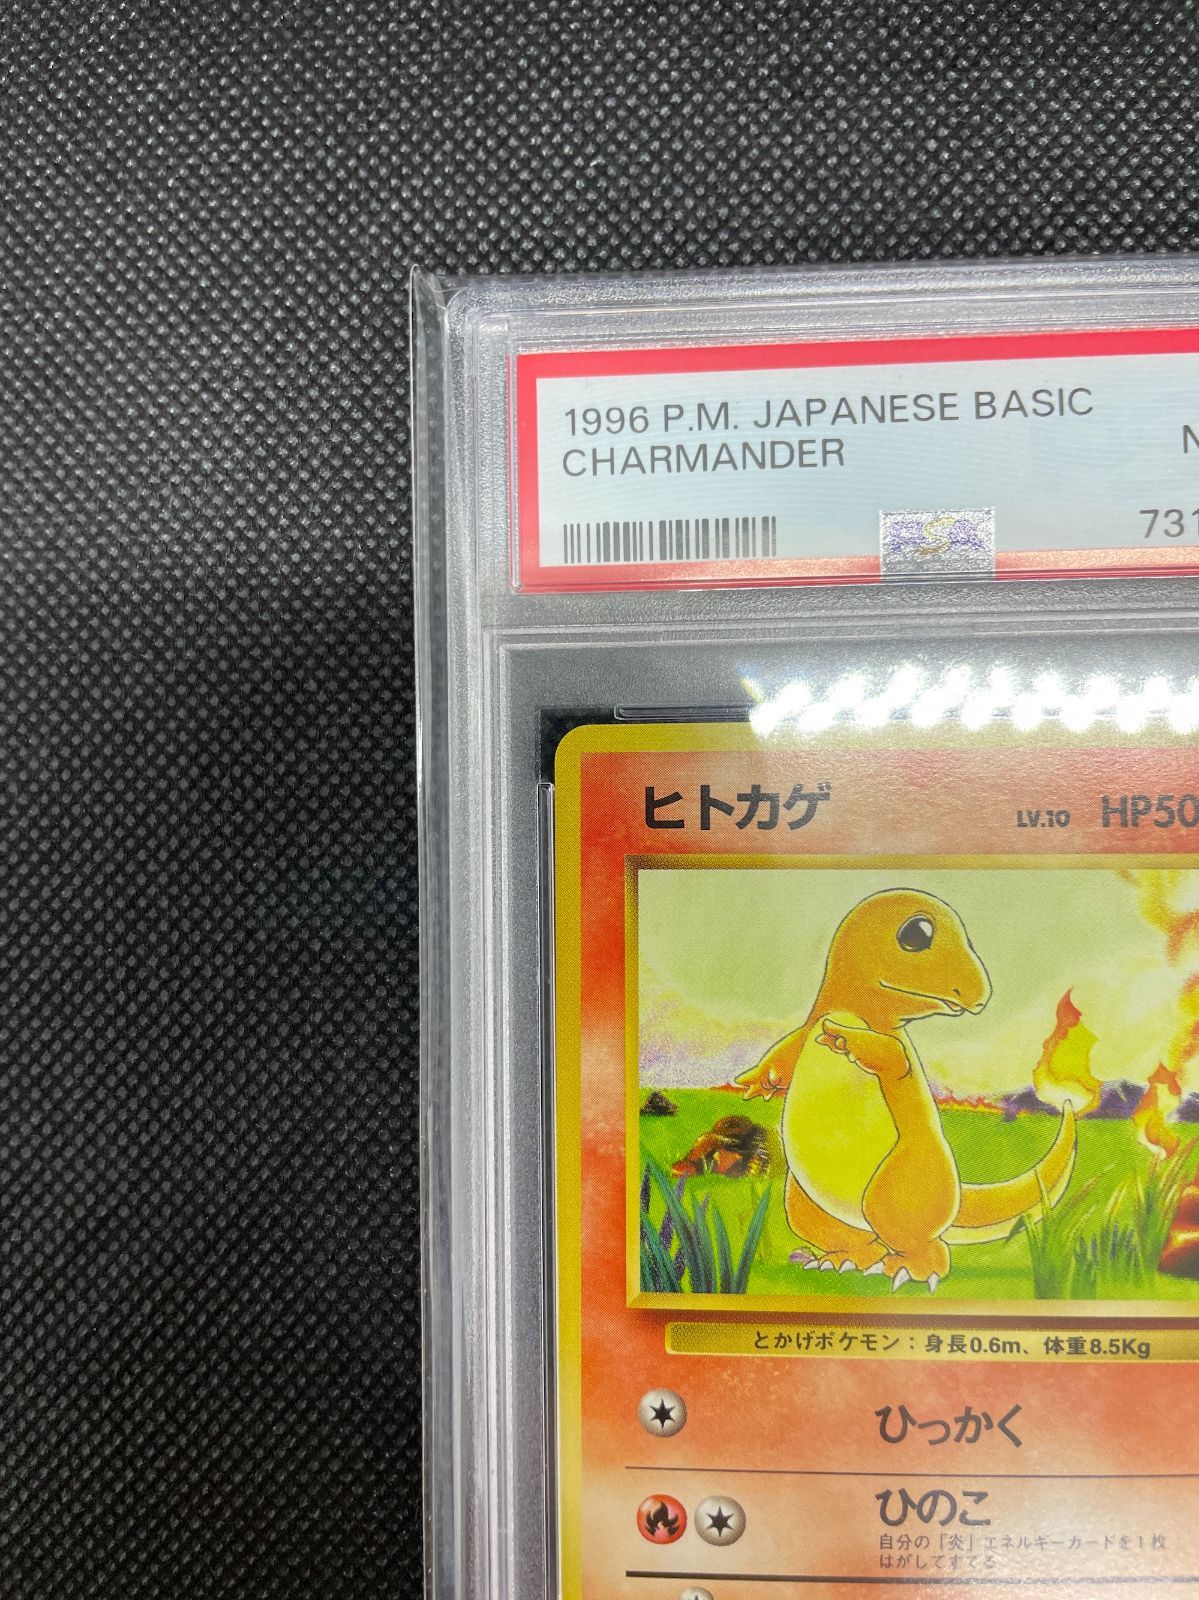 1996 P.M. JAPANESE BASIC
CHARMANDER
N
731
PSA
ヒトカゲ LV.10 HP50
とかげポケモン：身長0.6m、体重8.5Kg
ひっかく
ひのこ
自分の「炎」エネルギーカードを1枚
はがしてすてる